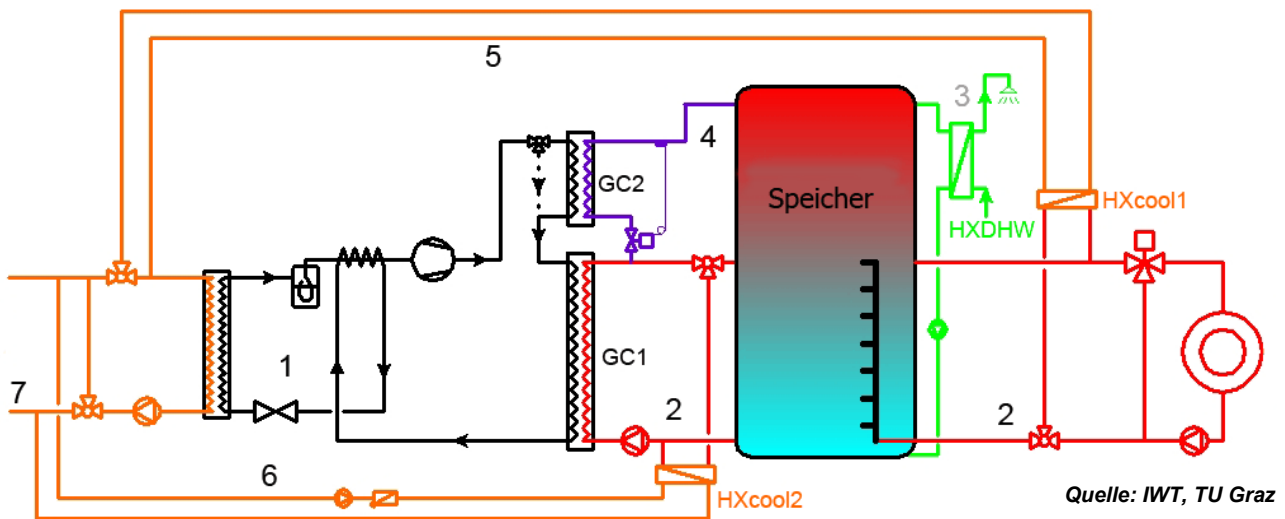 5
3
4
GC2
Speicher
HXDHW
HXcool1
1
GC1
7
2
2
6
HXcool2
Quelle: IWT, TU Graz